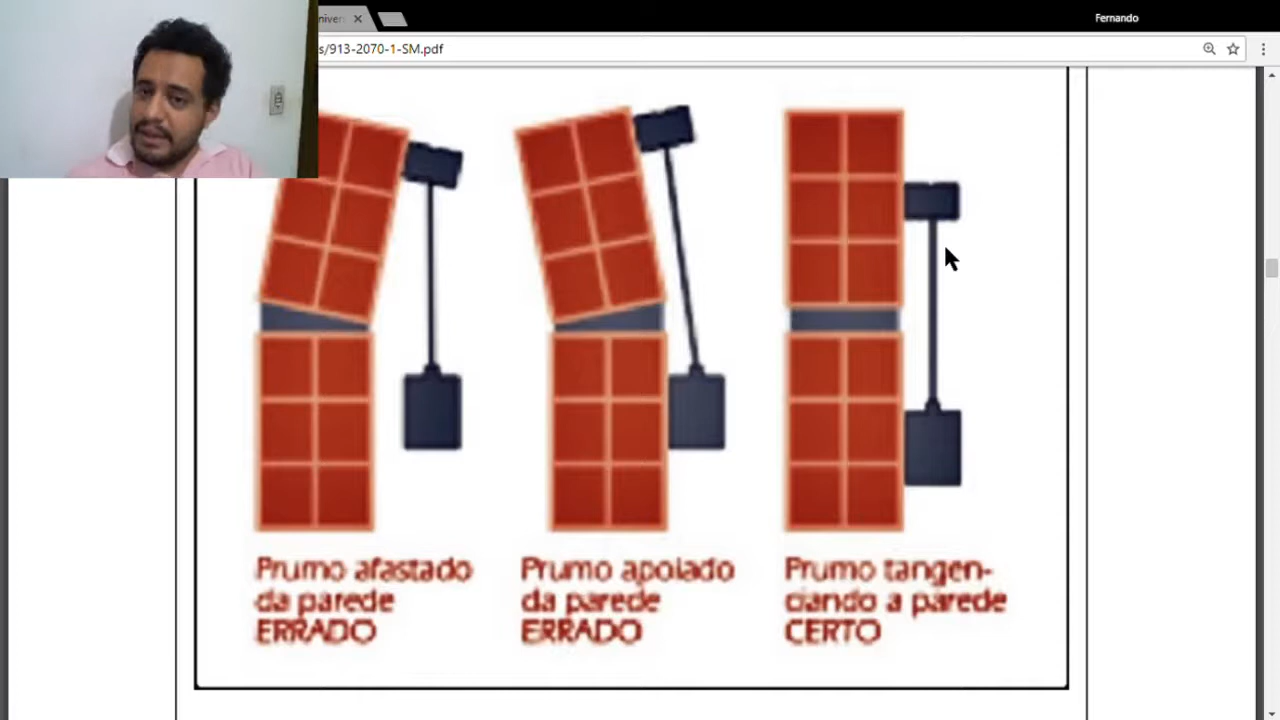 niver
Fernando
s/913-2070-1-SM.pdf
Prumo afastado
da parede
ERRADO
Prumo apoiado
da parede
ERRADO
Prumo tangen-
ciando a parede
CERTO